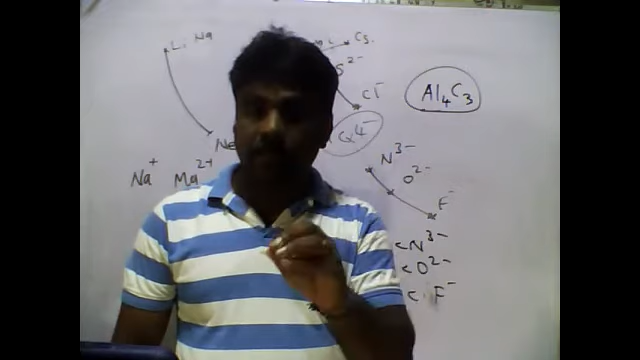 Li Na
Cs.
S²⁻
Cl⁻
Al₄C₃
C⁴⁻
Ne
N³⁻
O²⁻
F⁻
Na⁺ Mg²⁺
< N³⁻
< O²⁻
< F⁻